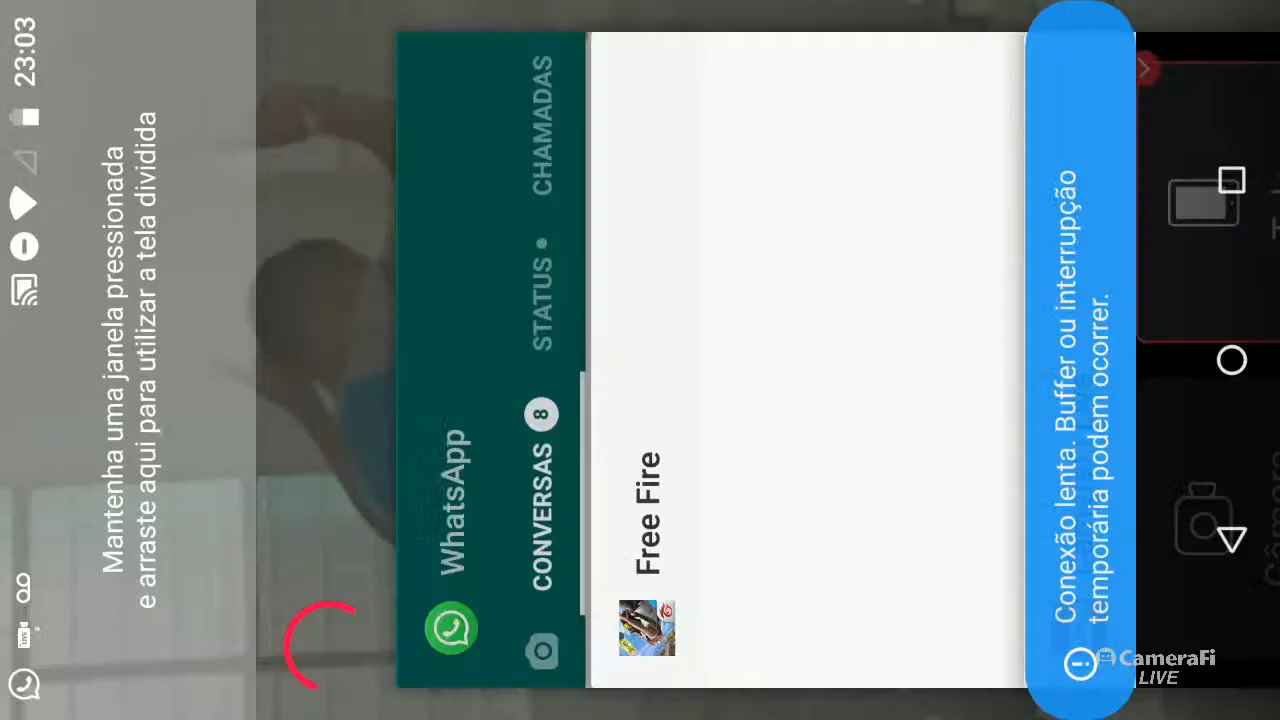 23:03
LIVE
Mantenha uma janela pressionada
e arraste aqui para utilizar a tela dividida
WhatsApp
CONVERSAS 8 STATUS CHAMADAS
Free Fire
Conexão lenta. Buffer ou interrupção
temporária podem ocorrer.
CameraFi
LIVE